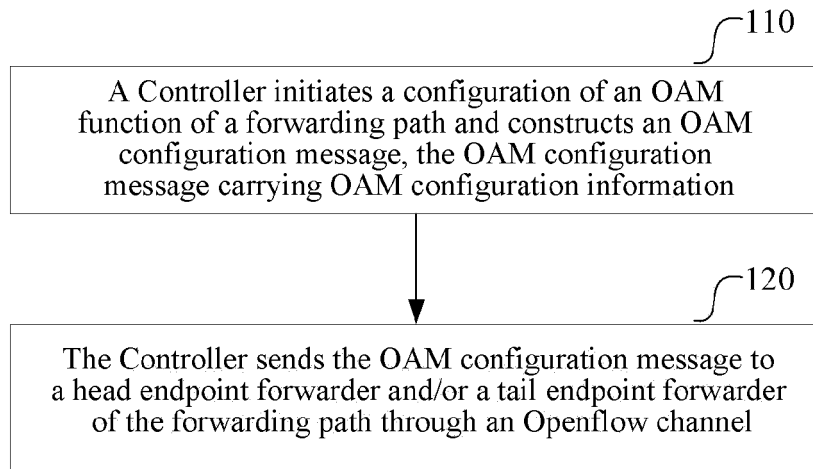 110
A Controller initiates a configuration of an OAM
function of a forwarding path and constructs an OAM
configuration message, the OAM configuration
message carrying OAM configuration information
120
The Controller sends the OAM configuration message to
a head endpoint forwarder and/or a tail endpoint forwarder
of the forwarding path through an Openflow channel